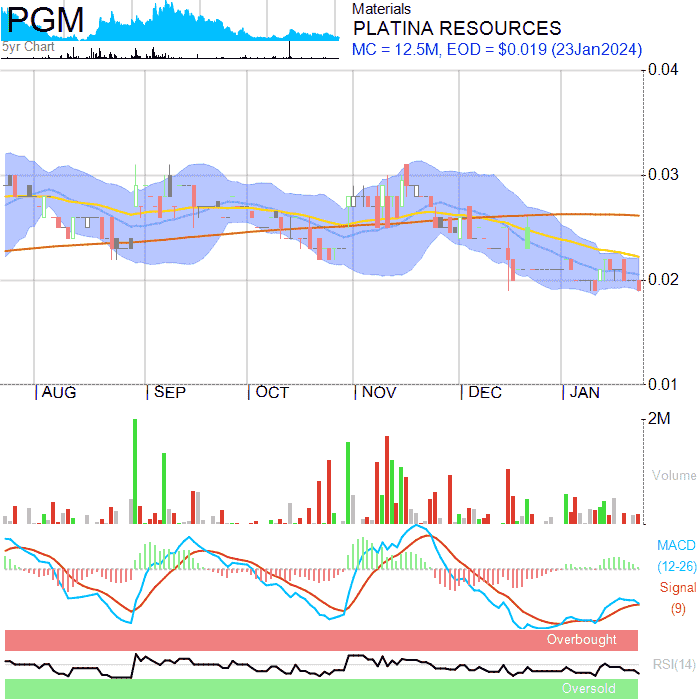 PGM
5yr Chart
Materials
PLATINA RESOURCES
MC = 12.5M, EOD = $0.019 (23Jan2024)
0.04
0.03
0.02
0.01
AUG
SEP
OCT
NOV
DEC
JAN
2M
Volume
MACD
(12-26)
Signal
(9)
Overbought
RSI(14)
Oversold